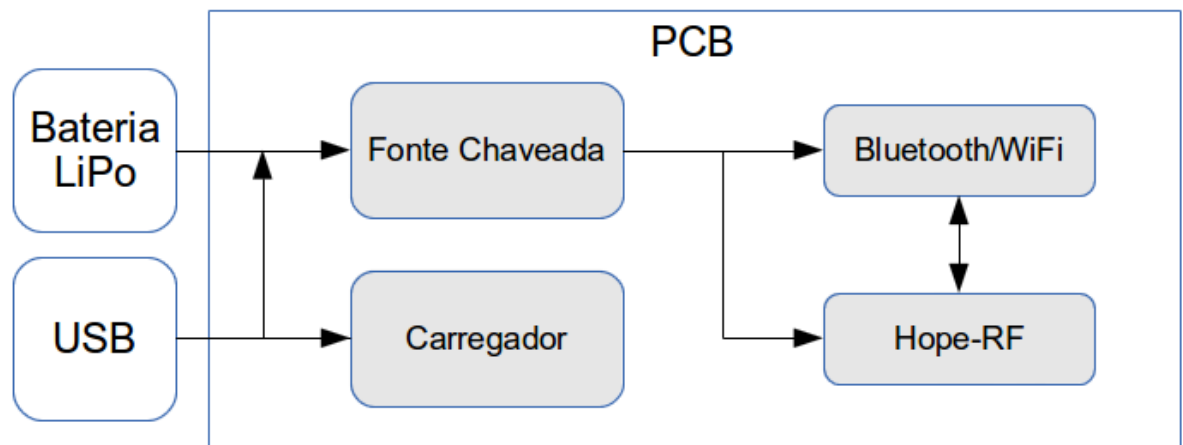 PCB
Bateria
LiPo
Fonte Chaveada
Bluetooth/WiFi
USB
Carregador
Hope-RF